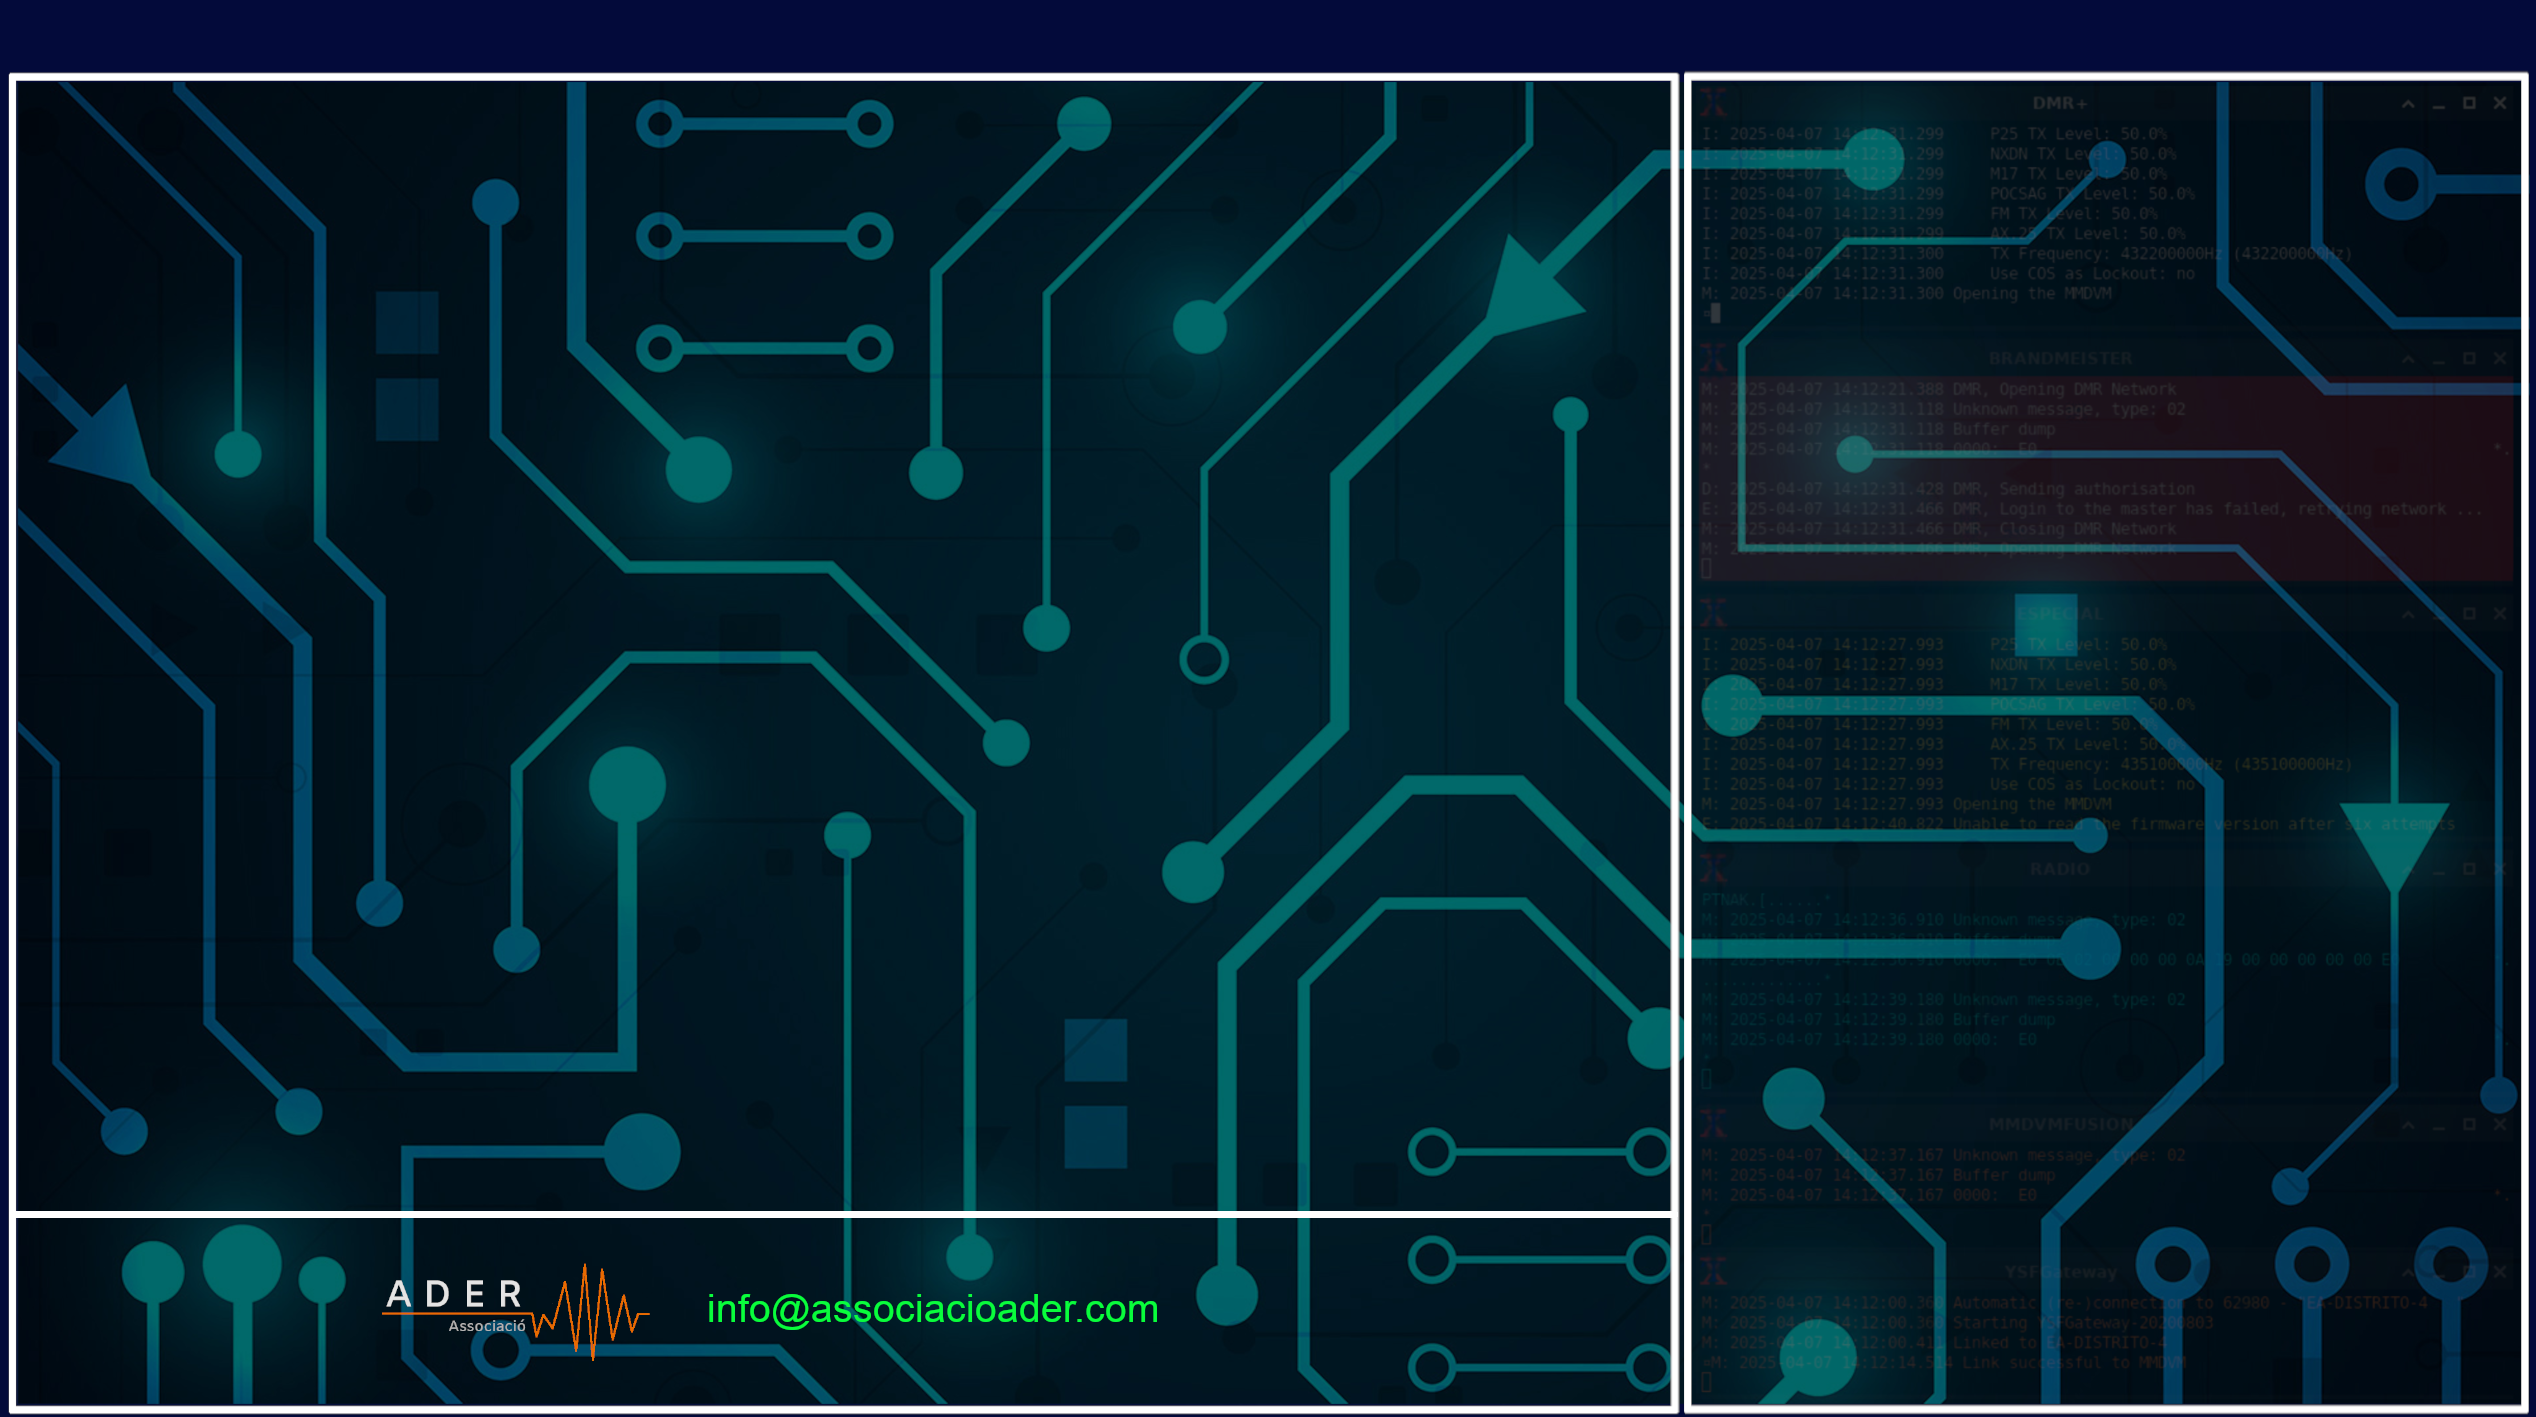 ADER
Associació
info@associacioader.com
DMR+
I: 2025-04-07 14:12:31.299 P25 TX Level: 50.0%
I: 2025-04-07 14:12:31.299 NXDN TX Level: 50.0%
I: 2025-04-07 14:12:31.299 M17 TX Level: 50.0%
I: 2025-04-07 14:12:31.299 POCSAG TX Level: 50.0%
I: 2025-04-07 14:12:31.299 FM TX Level: 50.0%
I: 2025-04-07 14:12:31.299 AX.25 TX Level: 50.0%
I: 2025-04-07 14:12:31.300 TX Frequency: 432200000Hz (432200000Hz)
I: 2025-04-07 14:12:31.300 Use COS as Lockout: no
M: 2025-04-07 14:12:31.300 Opening the MMDVM
BRANDMEISTER
M: 2025-04-07 14:12:21.388 DMR, Opening DMR Network
M: 2025-04-07 14:12:31.118 Unknown message, type: 02
M: 2025-04-07 14:12:31.118 Buffer dump
M: 2025-04-07 14:12:31.118 0000: E0 *.
*
D: 2025-04-07 14:12:31.428 DMR, Sending authorisation
E: 2025-04-07 14:12:31.466 DMR, Login to the master has failed, retrying network ...
M: 2025-04-07 14:12:31.466 DMR, Closing DMR Network
M: 2025-04-07 14:12:31.466 DMR, Opening DMR Network
ESPECIAL
I: 2025-04-07 14:12:27.993 P25 TX Level: 50.0%
I: 2025-04-07 14:12:27.993 NXDN TX Level: 50.0%
I: 2025-04-07 14:12:27.993 M17 TX Level: 50.0%
I: 2025-04-07 14:12:27.993 POCSAG TX Level: 50.0%
I: 2025-04-07 14:12:27.993 FM TX Level: 50.0%
I: 2025-04-07 14:12:27.993 AX.25 TX Level: 50.0%
I: 2025-04-07 14:12:27.993 TX Frequency: 435100000Hz (435100000Hz)
I: 2025-04-07 14:12:27.993 Use COS as Lockout: no
M: 2025-04-07 14:12:27.993 Opening the MMDVM
E: 2025-04-07 14:12:40.822 Unable to read the firmware version after six attempts
RADIO
PTNAK.[......*
M: 2025-04-07 14:12:36.910 Unknown message, type: 02
M: 2025-04-07 14:12:39.180 Unknown message, type: 02
M: 2025-04-07 14:12:39.180 Buffer dump
M: 2025-04-07 14:12:39.180 0000: E0
MMDVMFUSION
M: 2025-04-07 14:12:37.167 Unknown message, type: 02
M: 2025-04-07 14:12:37.167 Buffer dump
M: 2025-04-07 14:12:37.167 0000: E0 *.
*
YSFGateway
M: 2025-04-07 14:12:00.360 Automatic (re-)connection to 62980 - EA-DISTRITO-4
M: 2025-04-07 14:12:00.360 Starting YSFGateway-20200803
M: 2025-04-07 14:12:00.411 Linked to EA-DISTRITO-4
M: 2025-04-07 14:12:14.514 Link successful to MMDVM